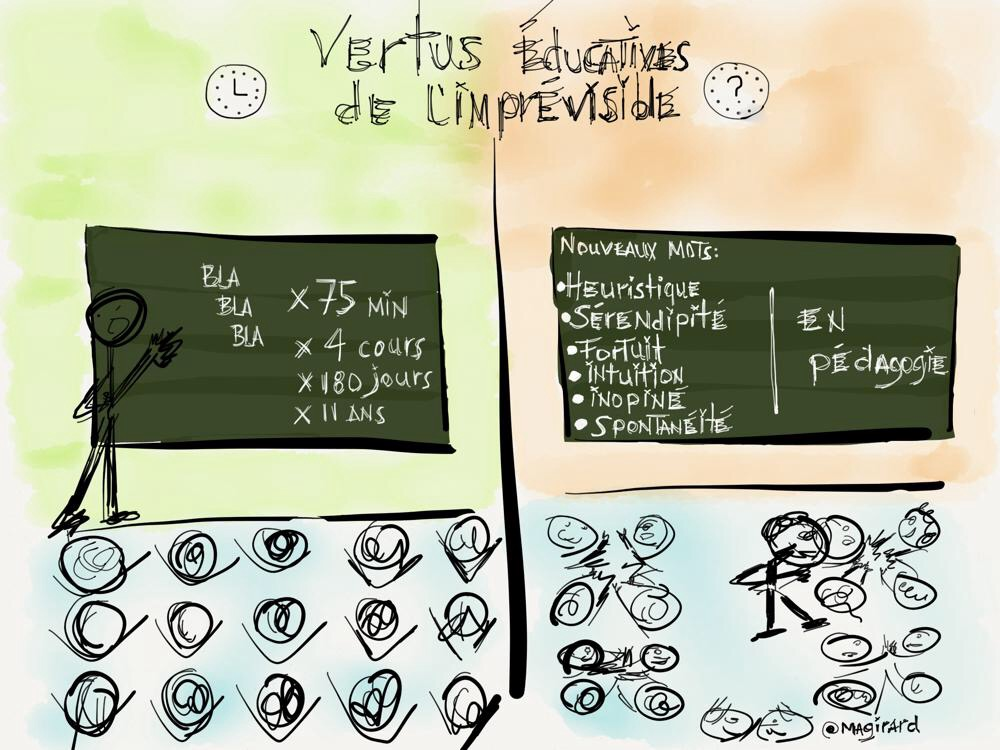 Vertus Éducatives
de l'imprévisible
?
BLA
BLA
BLA
x 75 MIN
x 4 cours
x 180 jours
x 11 ANS
NOUVEAUX MOTS:
•Heuristique
•Sérendipité
•Fortuit
•intuition
•inopiné
•Spontanéité
EN
pédagogie
@MAgirard